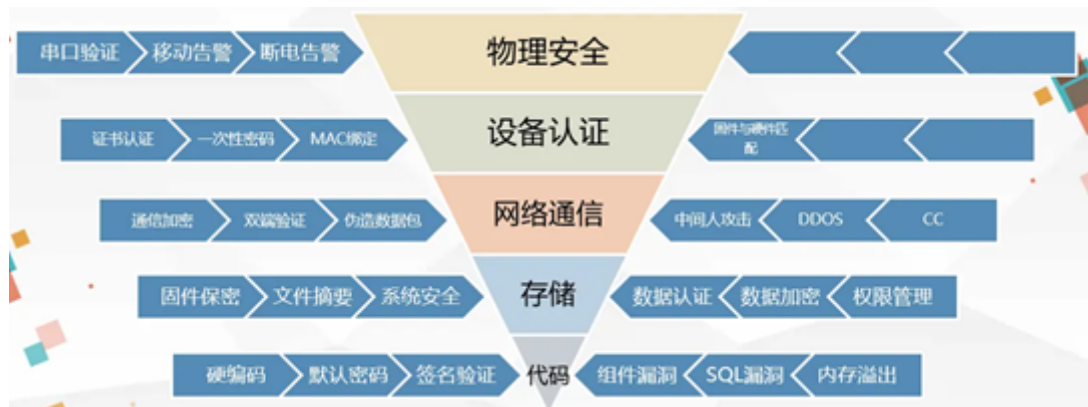 串口验证 移动告警 断电告警 物理安全
证书认证 一次性密码 MAC绑定 设备认证 固件与硬件匹配
通信加密 双端验证 伪造数据包 网络通信 中间人攻击 DDOS CC
固件保密 文件摘要 系统安全 存储 数据认证 数据加密 权限管理
硬编码 默认密码 签名验证 代码 组件漏洞 SQL漏洞 内存溢出